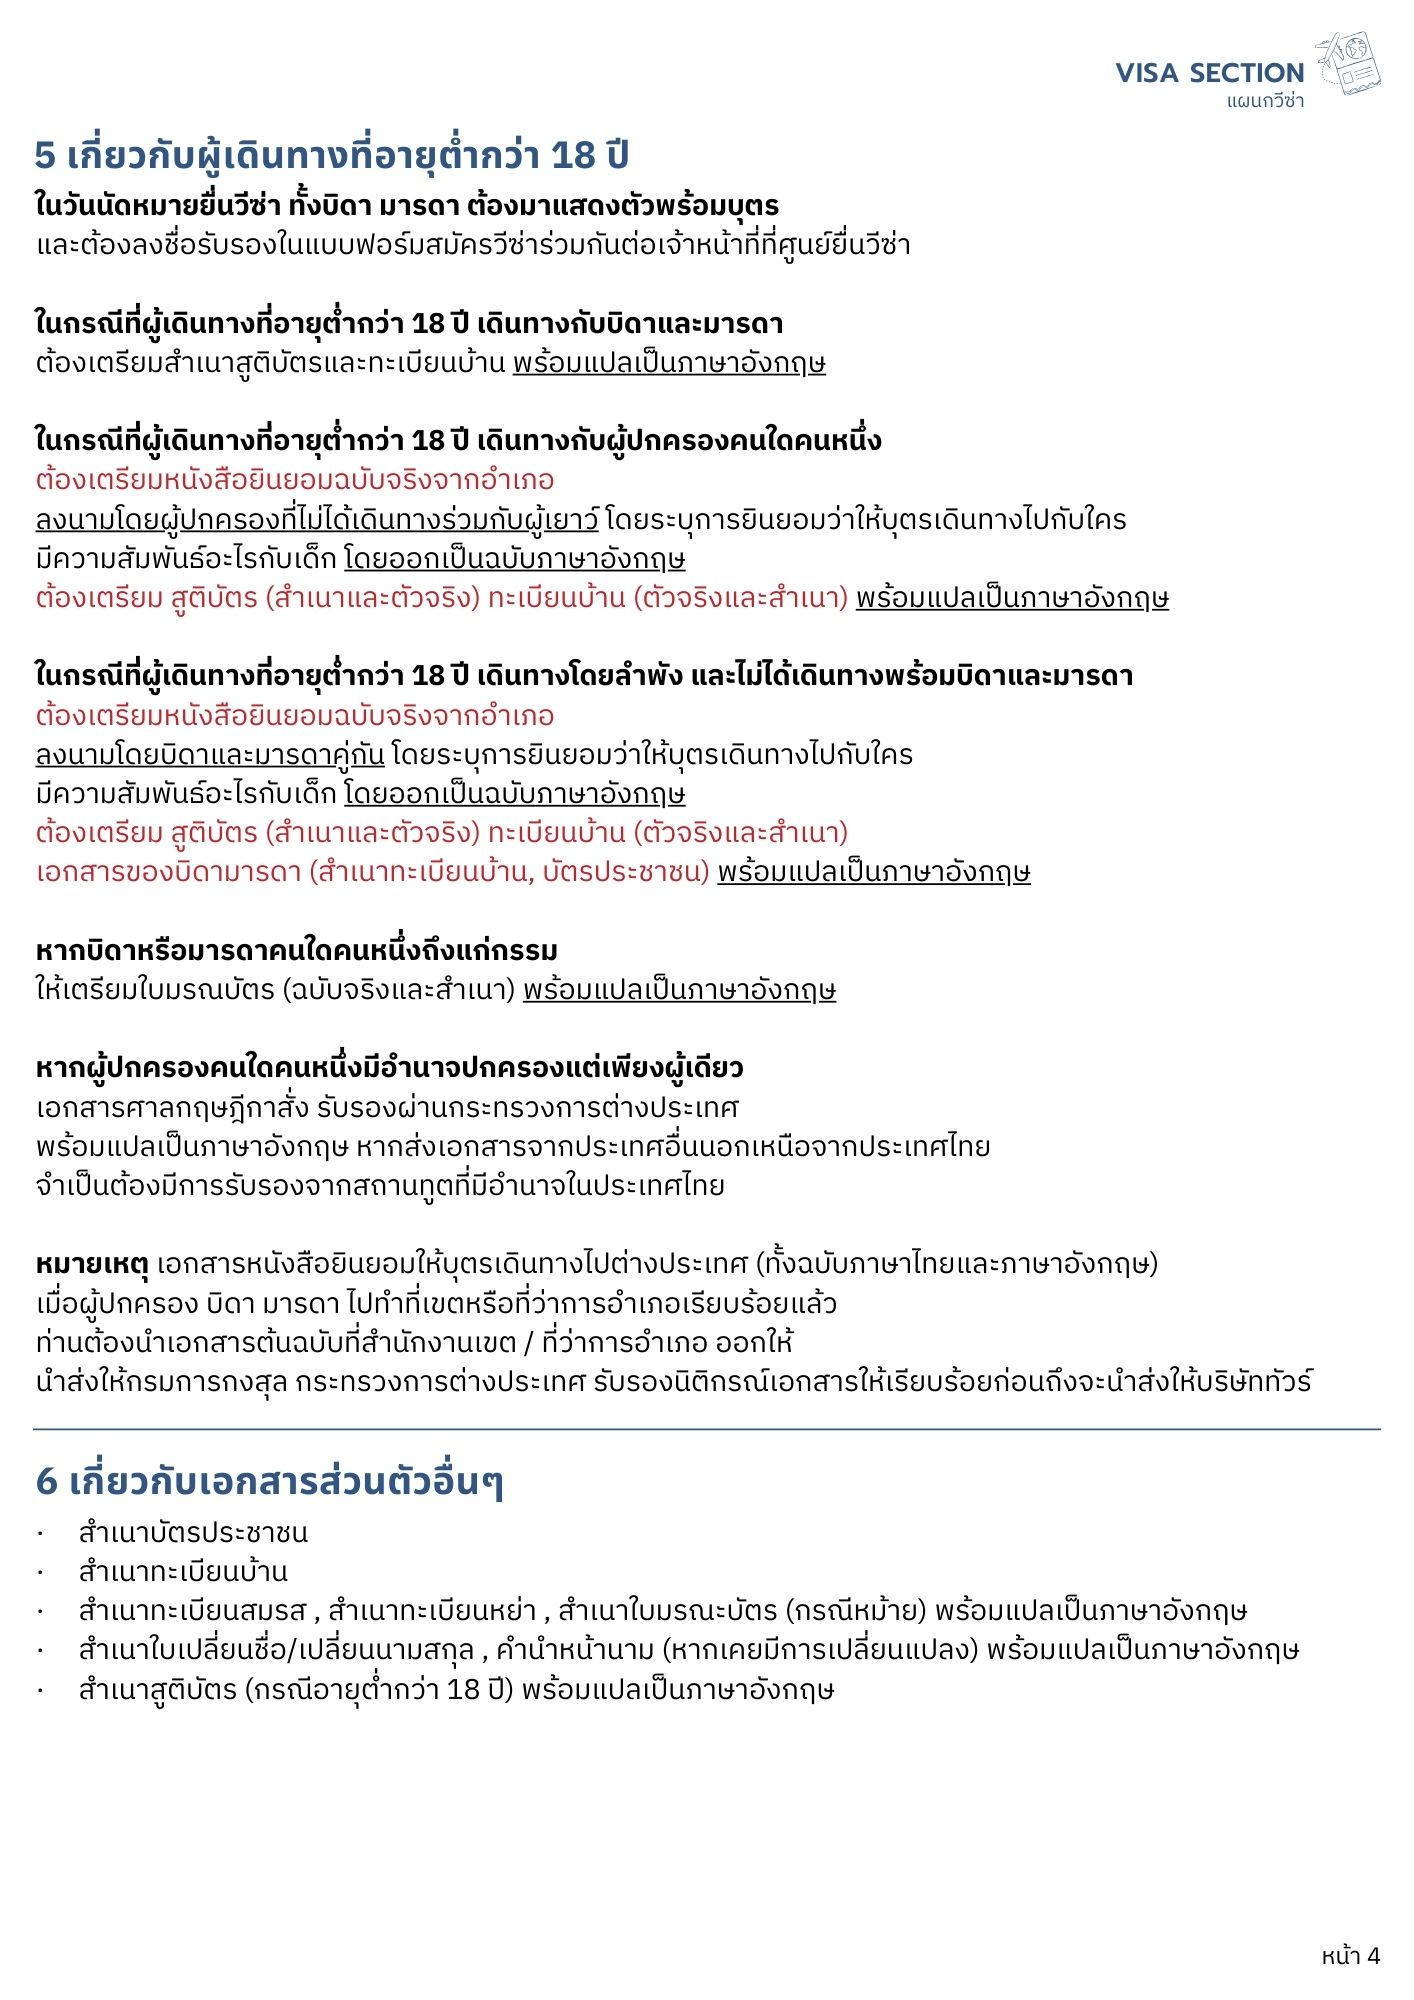 VISA SECTION
แผนกวีซ่า
5 เกี่ยวกับผู้เดินทางที่อายุต่ำกว่า 18 ปี
ในวันนัดหมายยื่นวีซ่า ทั้งบิดา มารดา ต้องมาแสดงตัวพร้อมบุตร
และต้องลงชื่อรับรองในแบบฟอร์มสมัครวีซ่าร่วมกันต่อเจ้าหน้าที่ที่ศูนย์ยื่นวีซ่า
ในกรณีที่ผู้เดินทางที่อายุต่ำกว่า 18 ปี เดินทางกับบิดาและมารดา
ต้องเตรียมสำเนาสูติบัตรและทะเบียนบ้าน พร้อมแปลเป็นภาษาอังกฤษ
ในกรณีที่ผู้เดินทางที่อายุต่ำกว่า 18 ปี เดินทางกับผู้ปกครองคนใดคนหนึ่ง
ต้องเตรียมหนังสือยินยอมฉบับจริงจากอำเภอ
ลงนามโดยผู้ปกครองที่ไม่ได้เดินทางร่วมกับผู้เยาว์ โดยระบุการยินยอมว่าให้บุตรเดินทางไปกับใคร
มีความสัมพันธ์อะไรกับเด็ก โดยออกเป็นฉบับภาษาอังกฤษ
ต้องเตรียม สูติบัตร (สำเนาและตัวจริง) ทะเบียนบ้าน (ตัวจริงและสำเนา) พร้อมแปลเป็นภาษาอังกฤษ
ในกรณีที่ผู้เดินทางที่อายุต่ำกว่า 18 ปี เดินทางโดยลำพัง และไม่ได้เดินทางพร้อมบิดาและมารดา
ต้องเตรียมหนังสือยินยอมฉบับจริงจากอำเภอ
ลงนามโดยบิดาและมารดาคู่กัน โดยระบุการยินยอมว่าให้บุตรเดินทางไปกับใคร
มีความสัมพันธ์อะไรกับเด็ก โดยออกเป็นฉบับภาษาอังกฤษ
ต้องเตรียม สูติบัตร (สำเนาและตัวจริง) ทะเบียนบ้าน (ตัวจริงและสำเนา)
เอกสารของบิดามารดา (สำเนาทะเบียนบ้าน, บัตรประชาชน) พร้อมแปลเป็นภาษาอังกฤษ
หากบิดาหรือมารดาคนใดคนหนึ่งถึงแก่กรรม
ให้เตรียมใบมรณบัตร (ฉบับจริงและสำเนา) พร้อมแปลเป็นภาษาอังกฤษ
หากผู้ปกครองคนใดคนหนึ่งมีอำนาจปกครองแต่เพียงผู้เดียว
เอกสารศาลกฤษฎีกาสั่ง รับรองผ่านกระทรวงการต่างประเทศ
พร้อมแปลเป็นภาษาอังกฤษ หากส่งเอกสารจากประเทศอื่นนอกเหนือจากประเทศไทย
จำเป็นต้องมีการรับรองจากสถานทูตที่มีอำนาจในประเทศไทย
หมายเหตุ เอกสารหนังสือยินยอมให้บุตรเดินทางไปต่างประเทศ (ทั้งฉบับภาษาไทยและภาษาอังกฤษ)
เมื่อผู้ปกครอง บิดา มารดา ไปทำที่เขตหรือที่ว่าการอำเภอเรียบร้อยแล้ว
ท่านต้องนำเอกสารต้นฉบับที่สำนักงานเขต / ที่ว่าการอำเภอ ออกให้
นำส่งให้กรมการกงสุล กระทรวงการต่างประเทศ รับรองนิติกรณ์เอกสารให้เรียบร้อยก่อนถึงจะนำส่งให้บริษัททัวร์
6 เกี่ยวกับเอกสารส่วนตัวอื่นๆ
· สำเนาบัตรประชาชน
· สำเนาทะเบียนบ้าน
· สำเนาทะเบียนสมรส , สำเนาทะเบียนหย่า , สำเนาใบมรณะบัตร (กรณีหม้าย) พร้อมแปลเป็นภาษาอังกฤษ
· สำเนาใบเปลี่ยนชื่อ/เปลี่ยนนามสกุล , คำนำหน้านาม (หากเคยมีการเปลี่ยนแปลง) พร้อมแปลเป็นภาษาอังกฤษ
· สำเนาสูติบัตร (กรณีอายุต่ำกว่า 18 ปี) พร้อมแปลเป็นภาษาอังกฤษ
หน้า 4